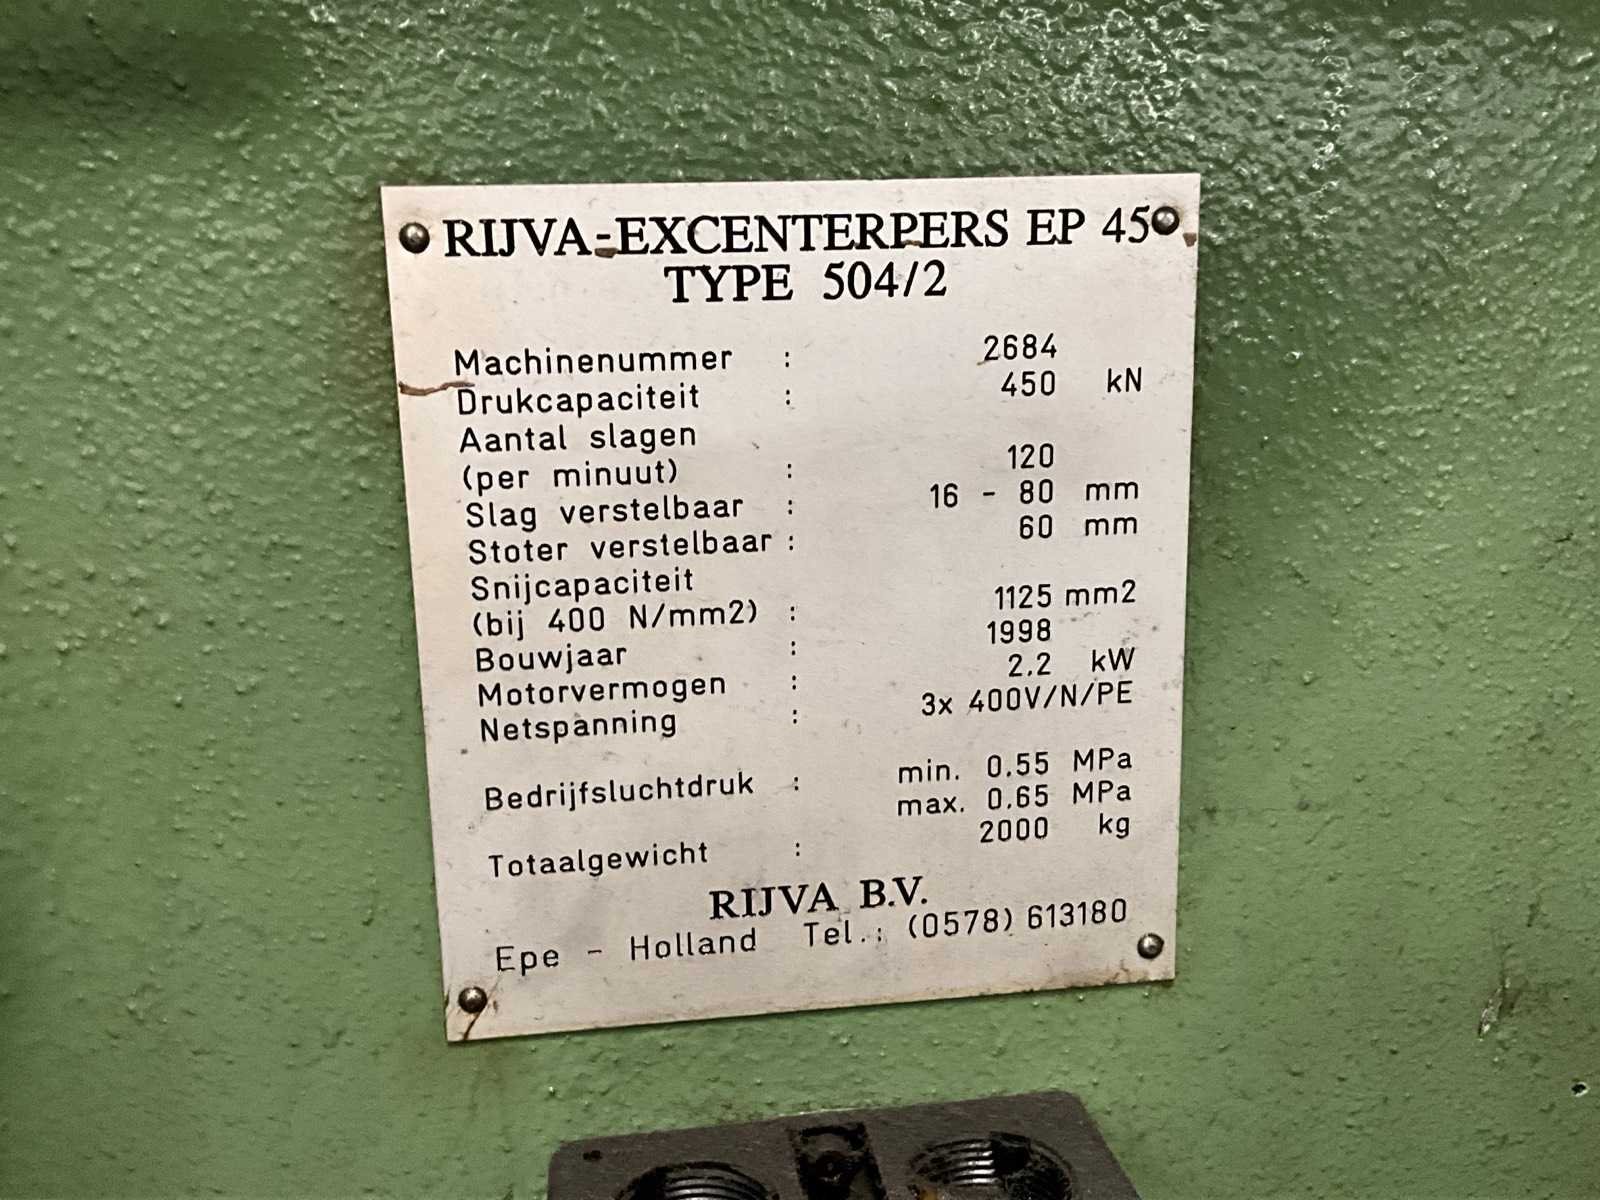 RIJVA-EXCENTERPERS EP 45
TYPE 504/2
Machinenummer : 2684
Drukcapaciteit : 450 kN
Aantal slagen
(per minuut) : 120
Slag verstelbaar : 16 - 80 mm
Stoter verstelbaar : 60 mm
Snijcapaciteit
(bij 400 N/mm2) : 1125 mm2
Bouwjaar : 1998
Motorvermogen : 2.2 kW
Netspanning : 3x 400V/N/PE
Bedrijfsluchtdruk : min. 0.55 MPa
max. 0.65 MPa
Totaalgewicht : 2000 kg
RIJVA B.V.
Epe - Holland Tel.: (0578) 613180